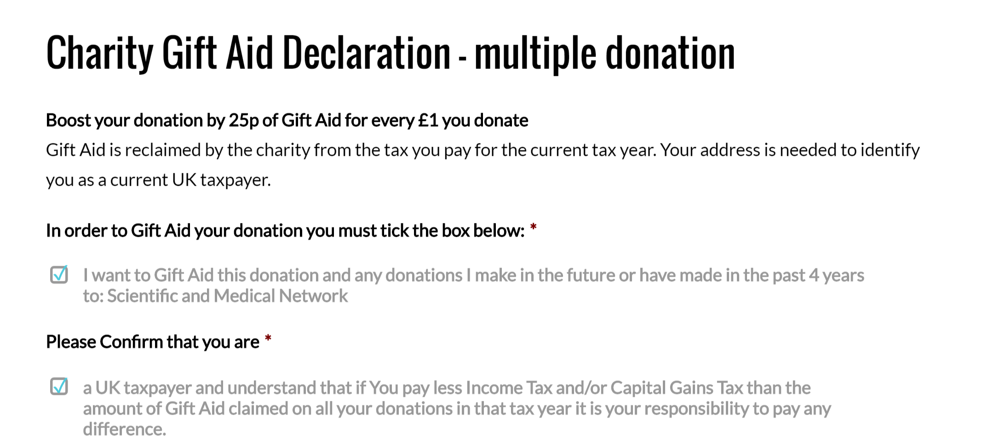 Charity Gift Aid Declaration - multiple donation
Boost your donation by 25p of Gift Aid for every £1 you donate
Gift Aid is reclaimed by the charity from the tax you pay for the current tax year. Your address is needed to identify
you as a current UK taxpayer.
In order to Gift Aid your donation you must tick the box below: *
I want to Gift Aid this donation and any donations I make in the future or have made in the past 4 years
to: Scientific and Medical Network
Please Confirm that you are *
a UK taxpayer and understand that if You pay less Income Tax and/or Capital Gains Tax than the
amount of Gift Aid claimed on all your donations in that tax year it is your responsibility to pay any
difference.